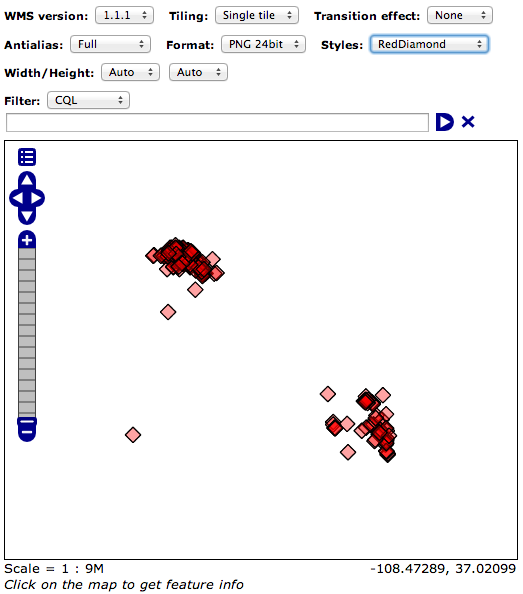 WMS version: 1.1.1 Tiling: Single tile Transition effect: None
Antialias: Full Format: PNG 24bit Styles: RedDiamond
Width/Height: Auto Auto
Filter: CQL
Scale = 1 : 9M -108.47289, 37.02099
Click on the map to get feature info